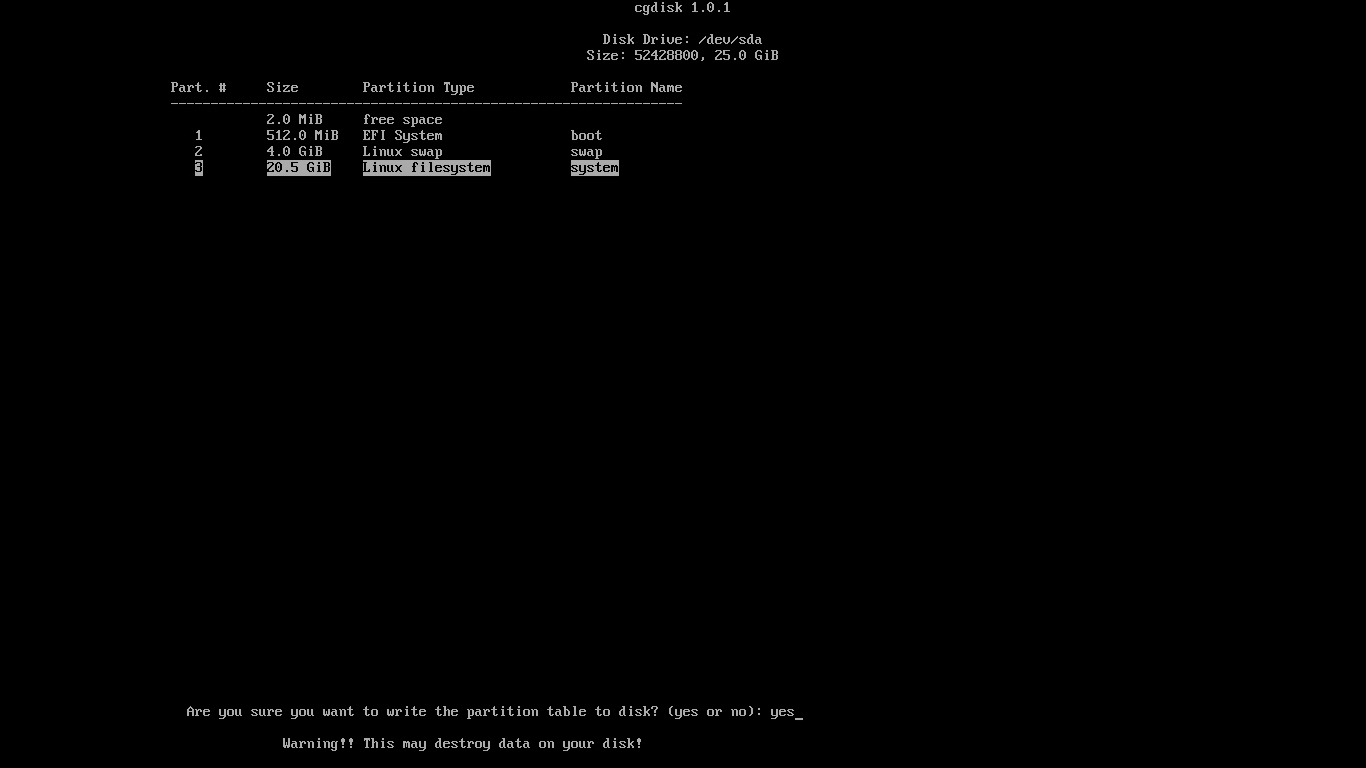 cgdisk 1.0.1
Disk Drive: /dev/sda
Size: 52428800, 25.0 GiB
Part. # Size Partition Type Partition Name
----------------------------------------------------------------
2.0 MiB free space
1 512.0 MiB EFI System boot
2 4.0 GiB Linux swap swap
3 20.5 GiB Linux filesystem system
Are you sure you want to write the partition table to disk? (yes or no): yes_
Warning!! This may destroy data on your disk!